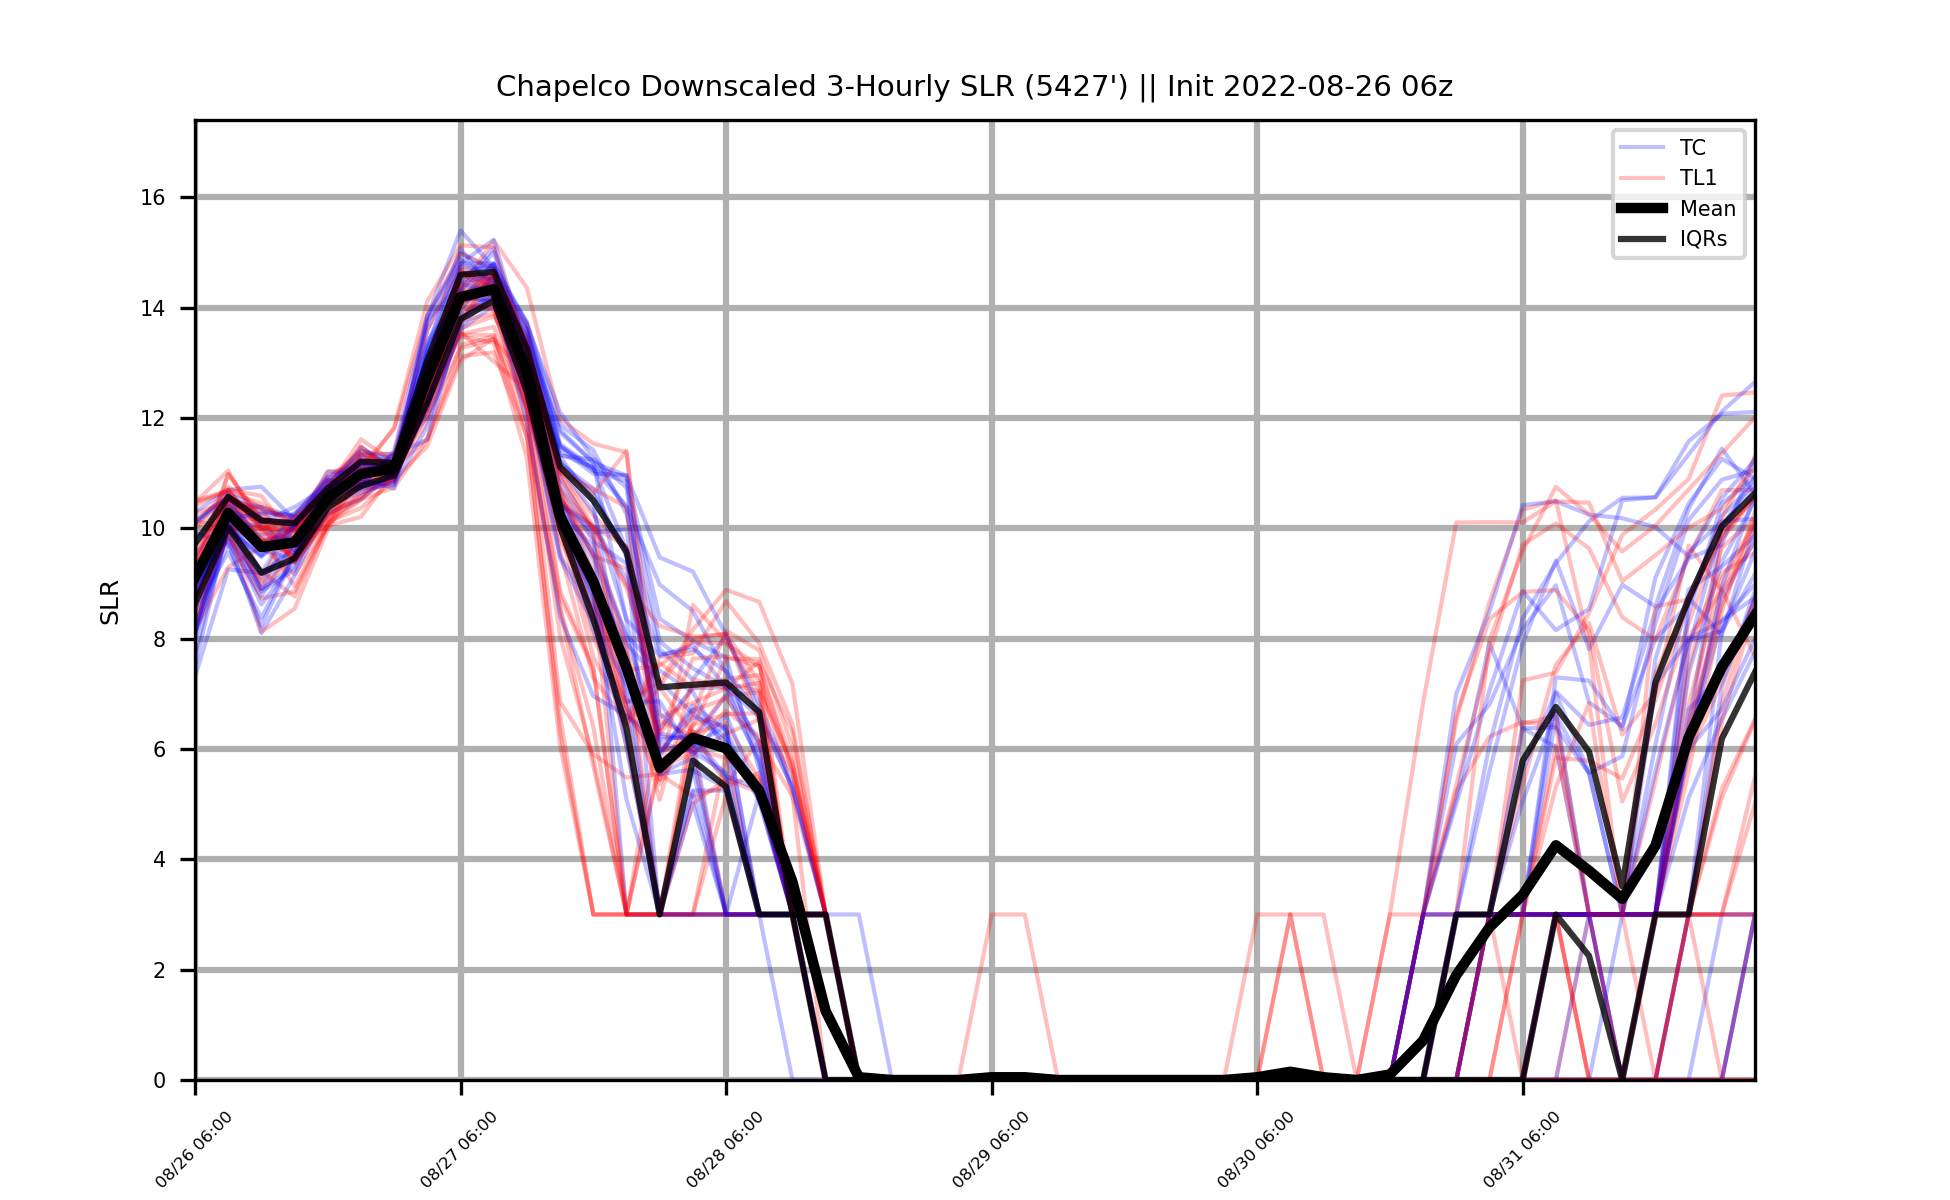 Chapelco Downscaled 3-Hourly SLR (5427') || Init 2022-08-26 06z
TC
TL1
Mean
IQRs
SLR
16
14
12
10
8
6
4
2
0
08/26 06:00
08/27 06:00
08/28 06:00
08/29 06:00
08/30 06:00
08/31 06:00